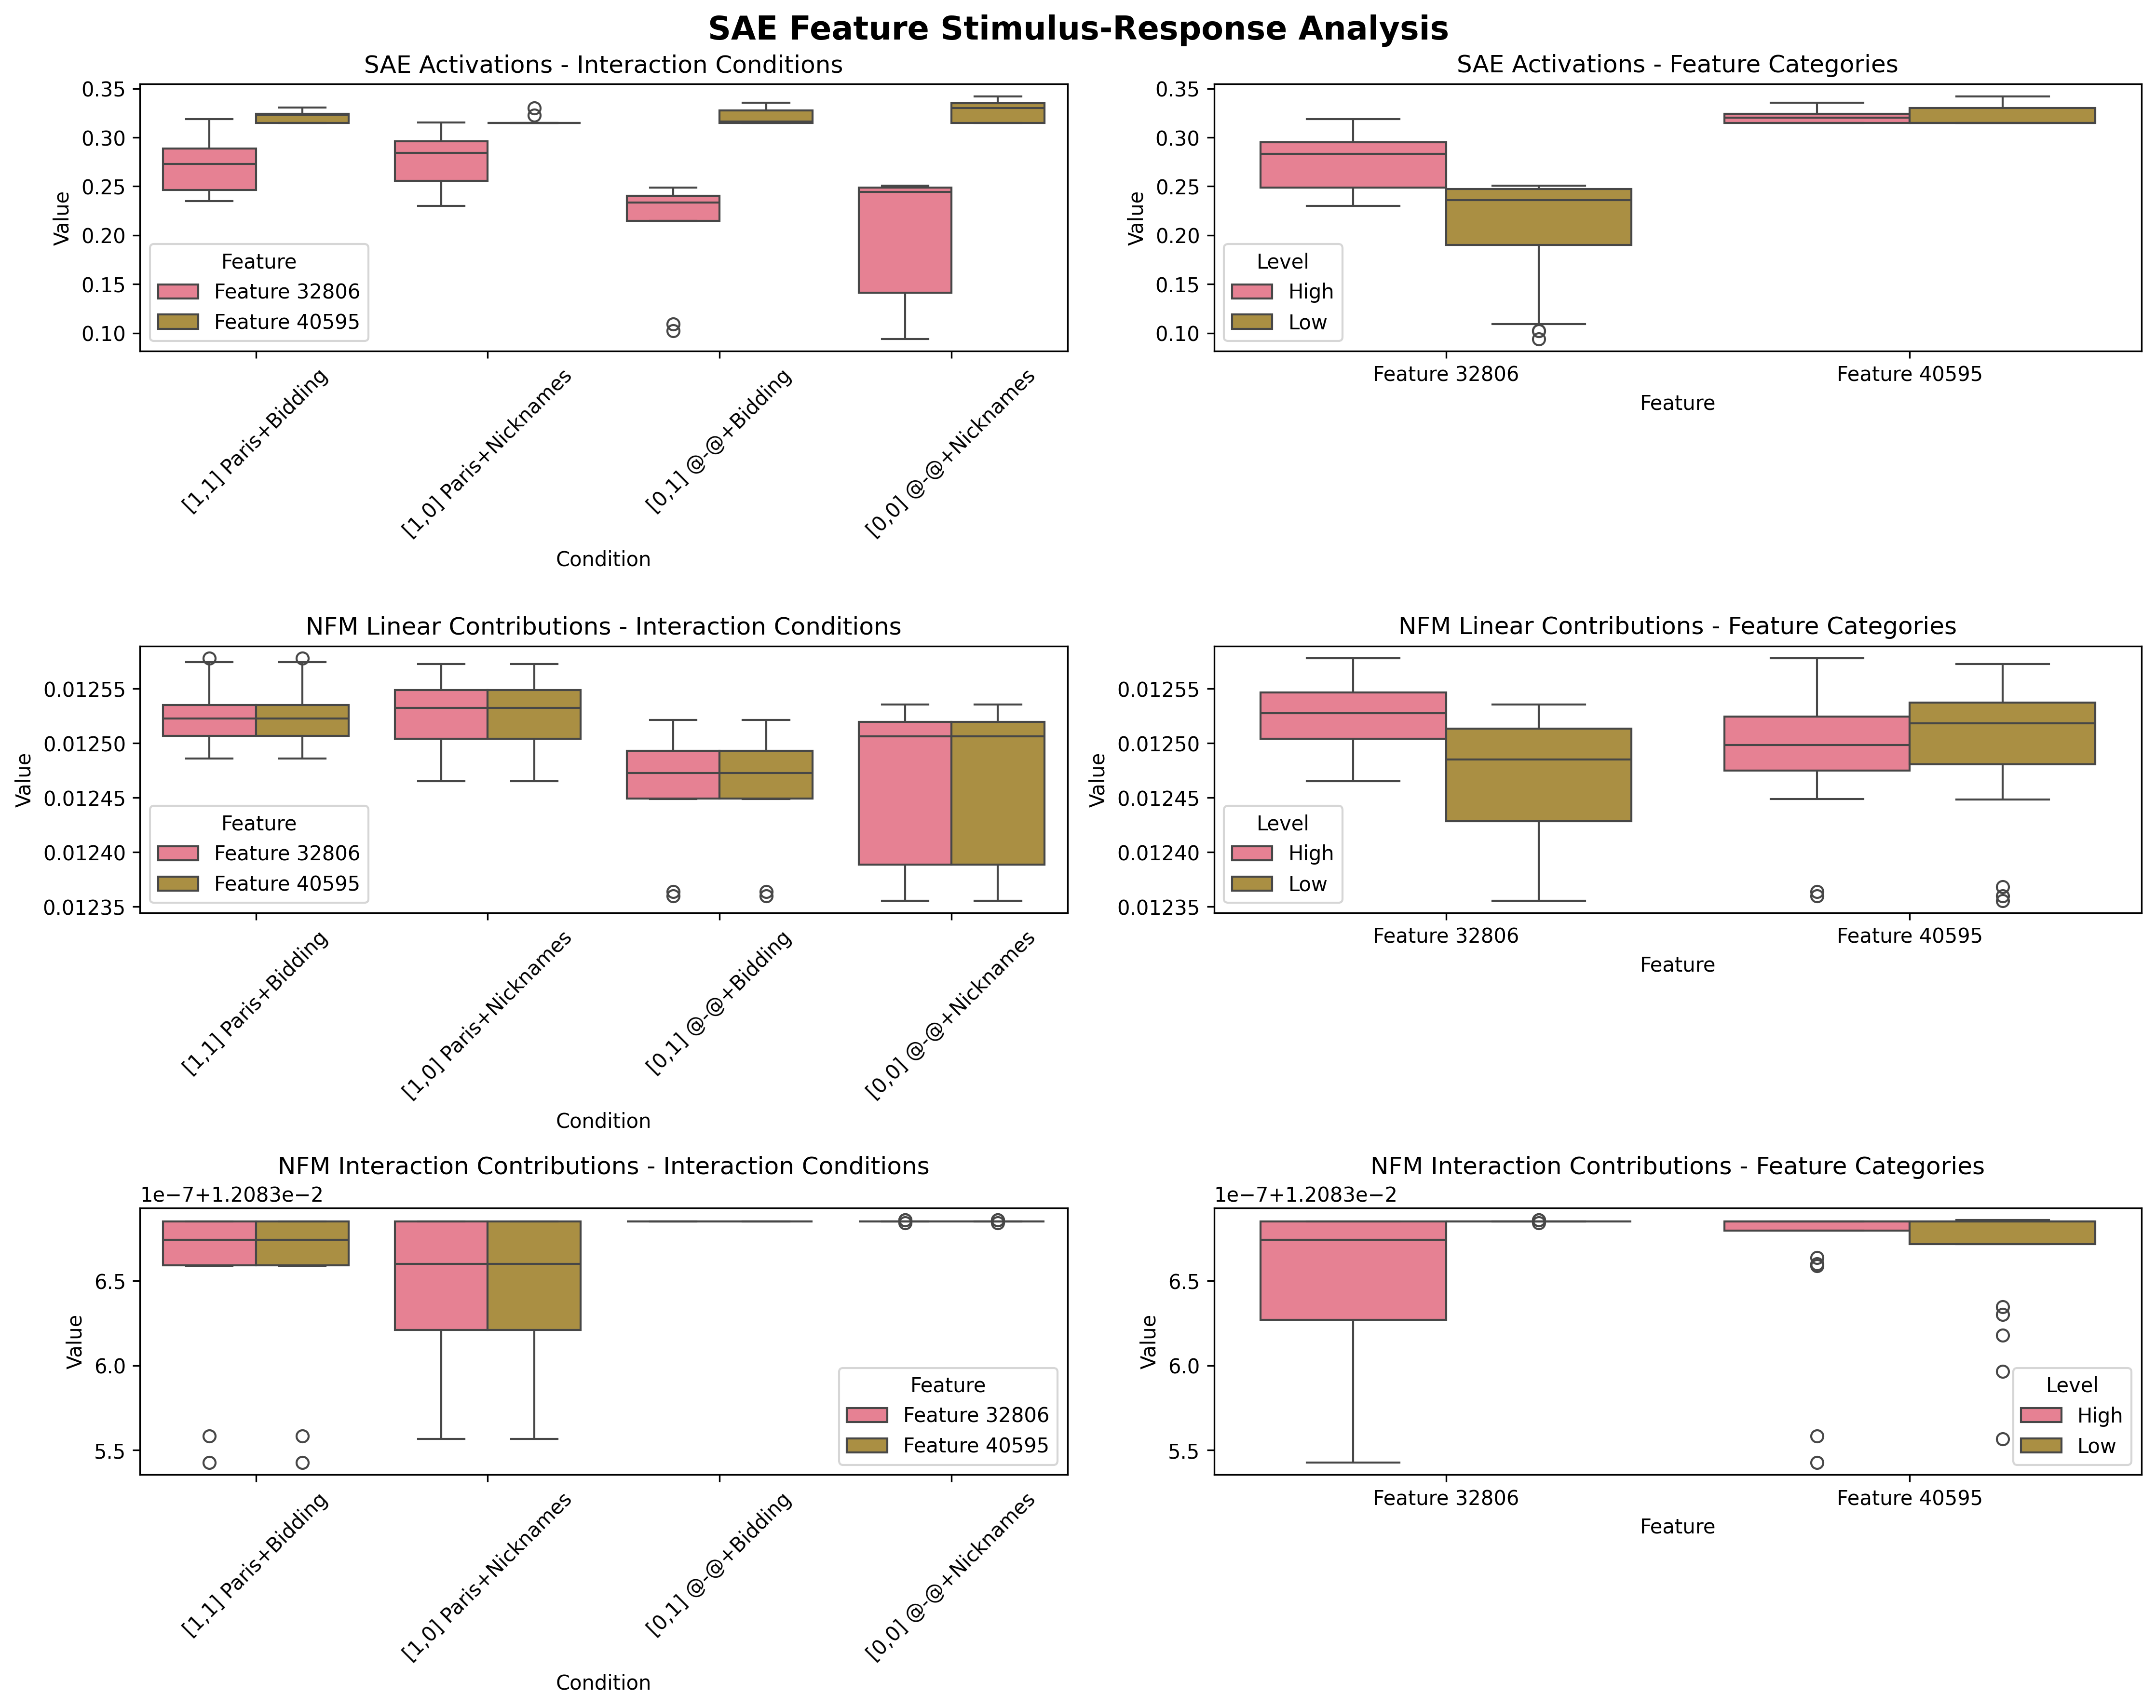 SAE Feature Stimulus-Response Analysis
SAE Activations - Interaction Conditions
Value
0.35
0.30
0.25
0.20
0.15
0.10
Feature
Feature 32806
Feature 40595
[1,1] Paris+Bidding
[1,0] Paris+Nicknames
[0,1] @-@+Bidding
[0,0] @-@+Nicknames
Condition
SAE Activations - Feature Categories
Value
0.35
0.30
0.25
0.20
0.15
0.10
Level
High
Low
Feature 32806
Feature 40595
Feature
NFM Linear Contributions - Interaction Conditions
Value
0.01255
0.01250
0.01245
0.01240
0.01235
Feature
Feature 32806
Feature 40595
[1,1] Paris+Bidding
[1,0] Paris+Nicknames
[0,1] @-@+Bidding
[0,0] @-@+Nicknames
Condition
NFM Linear Contributions - Feature Categories
Value
0.01255
0.01250
0.01245
0.01240
0.01235
Level
High
Low
Feature 32806
Feature 40595
Feature
NFM Interaction Contributions - Interaction Conditions
1e−7+1.2083e−2
Value
6.5
6.0
5.5
Feature
Feature 32806
Feature 40595
[1,1] Paris+Bidding
[1,0] Paris+Nicknames
[0,1] @-@+Bidding
[0,0] @-@+Nicknames
Condition
NFM Interaction Contributions - Feature Categories
1e−7+1.2083e−2
Value
6.5
6.0
5.5
Level
High
Low
Feature 32806
Feature 40595
Feature